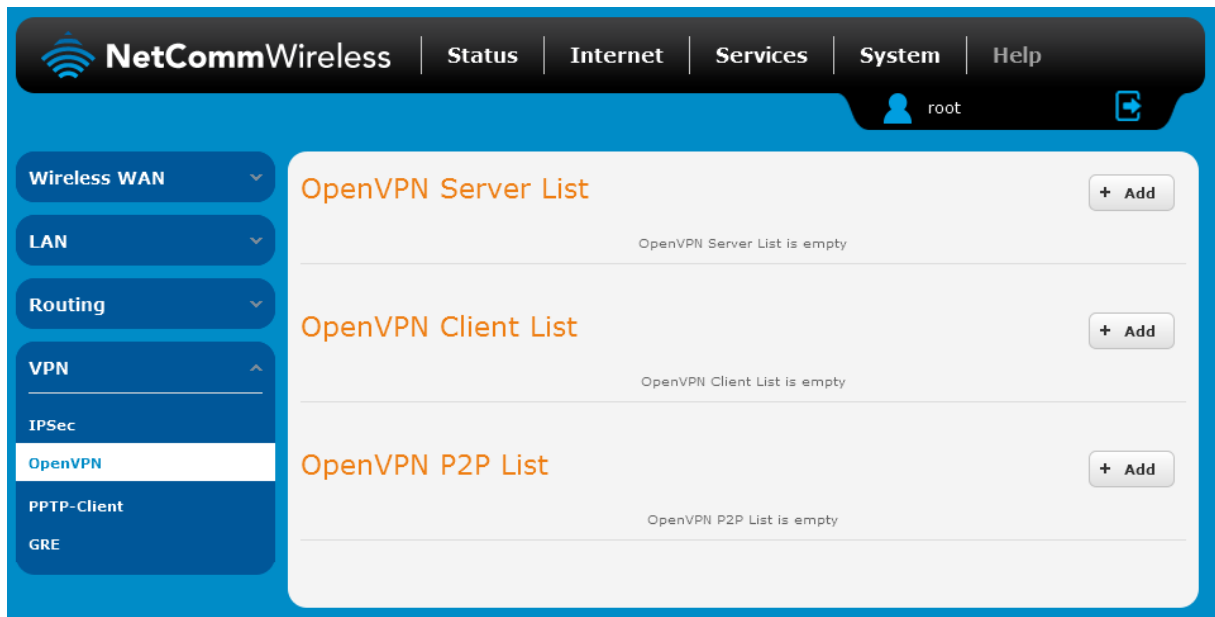 NetCommWireless Status Internet Services System Help
root
Wireless WAN
LAN
Routing
VPN
IPSec
OpenVPN
PPTP-Client
GRE
OpenVPN Server List
+ Add
OpenVPN Server List is empty
OpenVPN Client List
+ Add
OpenVPN Client List is empty
OpenVPN P2P List
+ Add
OpenVPN P2P List is empty